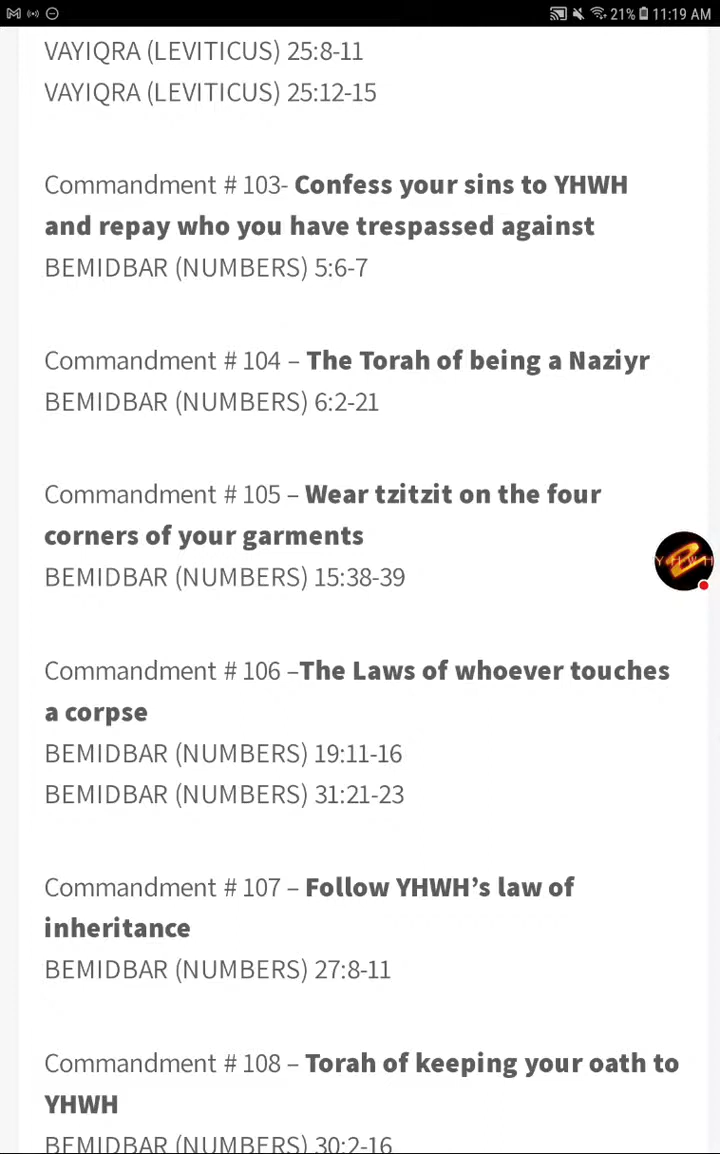 21% 11:19 AM
VAYIQRA (LEVITICUS) 25:8-11
VAYIQRA (LEVITICUS) 25:12-15
Commandment # 103- Confess your sins to YHWH
and repay who you have trespassed against
BEMIDBAR (NUMBERS) 5:6-7
Commandment # 104 – The Torah of being a Naziyr
BEMIDBAR (NUMBERS) 6:2-21
Commandment # 105 – Wear tzitzit on the four
corners of your garments
BEMIDBAR (NUMBERS) 15:38-39
YHWH
Commandment # 106 –The Laws of whoever touches
a corpse
BEMIDBAR (NUMBERS) 19:11-16
BEMIDBAR (NUMBERS) 31:21-23
Commandment # 107 – Follow YHWH’s law of
inheritance
BEMIDBAR (NUMBERS) 27:8-11
Commandment # 108 – Torah of keeping your oath to
YHWH
BEMIDBAR (NUMBERS) 30:2-16